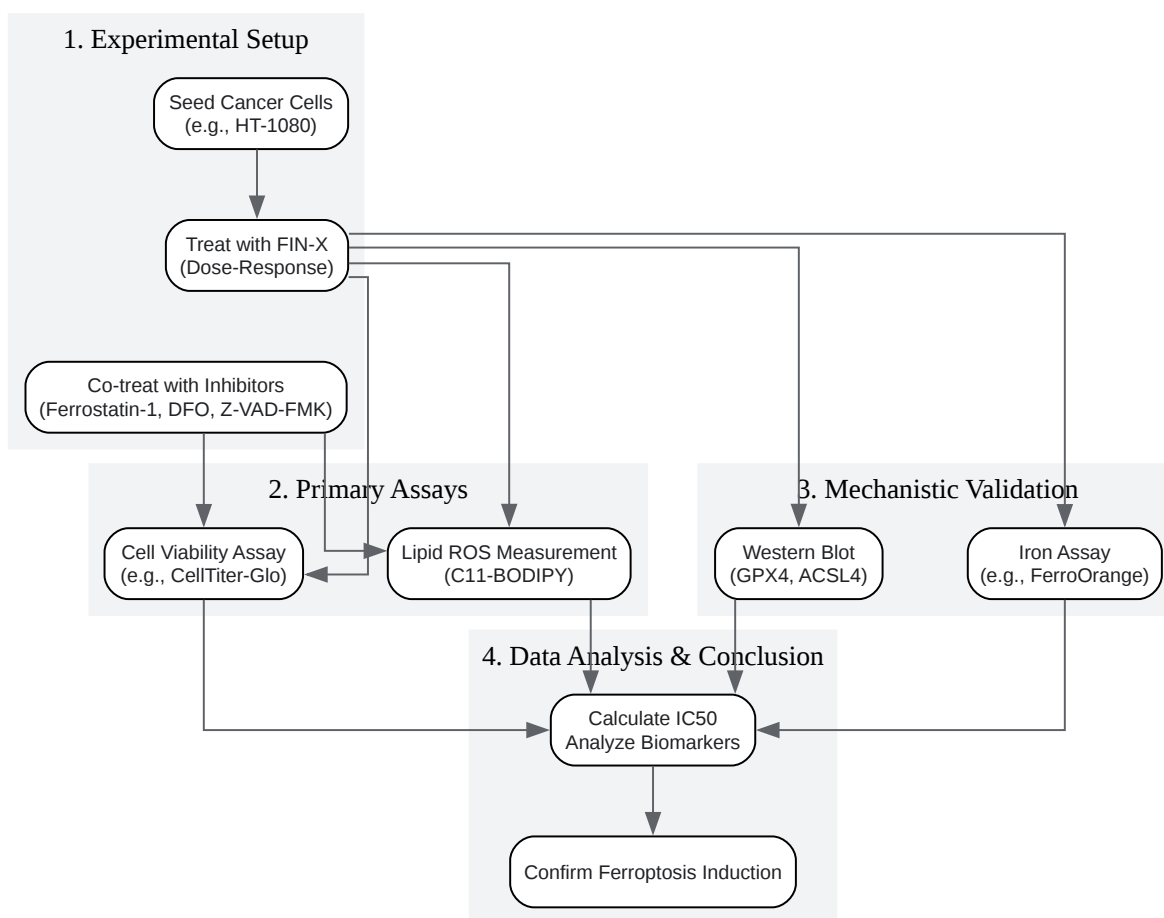 1. Experimental Setup
Seed Cancer Cells
(e.g., HT-1080)
Treat with FIN-X
(Dose-Response)
Co-treat with Inhibitors
(Ferrostatin-1, DFO, Z-VAD-FMK)
2. Primary Assays
Cell Viability Assay
(e.g., CellTiter-Glo)
Lipid ROS Measurement
(C11-BODIPY)
3. Mechanistic Validation
Western Blot
(GPX4, ACSL4)
Iron Assay
(e.g., FerroOrange)
4. Data Analysis & Conclusion
Calculate IC50
Analyze Biomarkers
Confirm Ferroptosis Induction